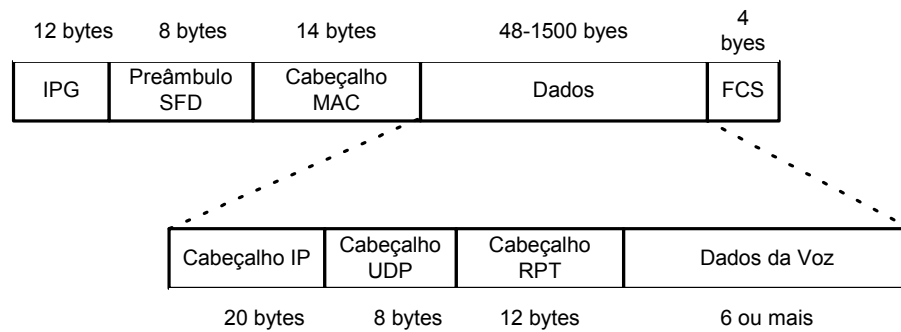 12 bytes 8 bytes 14 bytes 48-1500 byes 4
byes
IPG Preâmbulo
SFD Cabeçalho
MAC Dados FCS
Cabeçalho IP Cabeçalho
UDP Cabeçalho
RPT Dados da Voz
20 bytes 8 bytes 12 bytes 6 ou mais